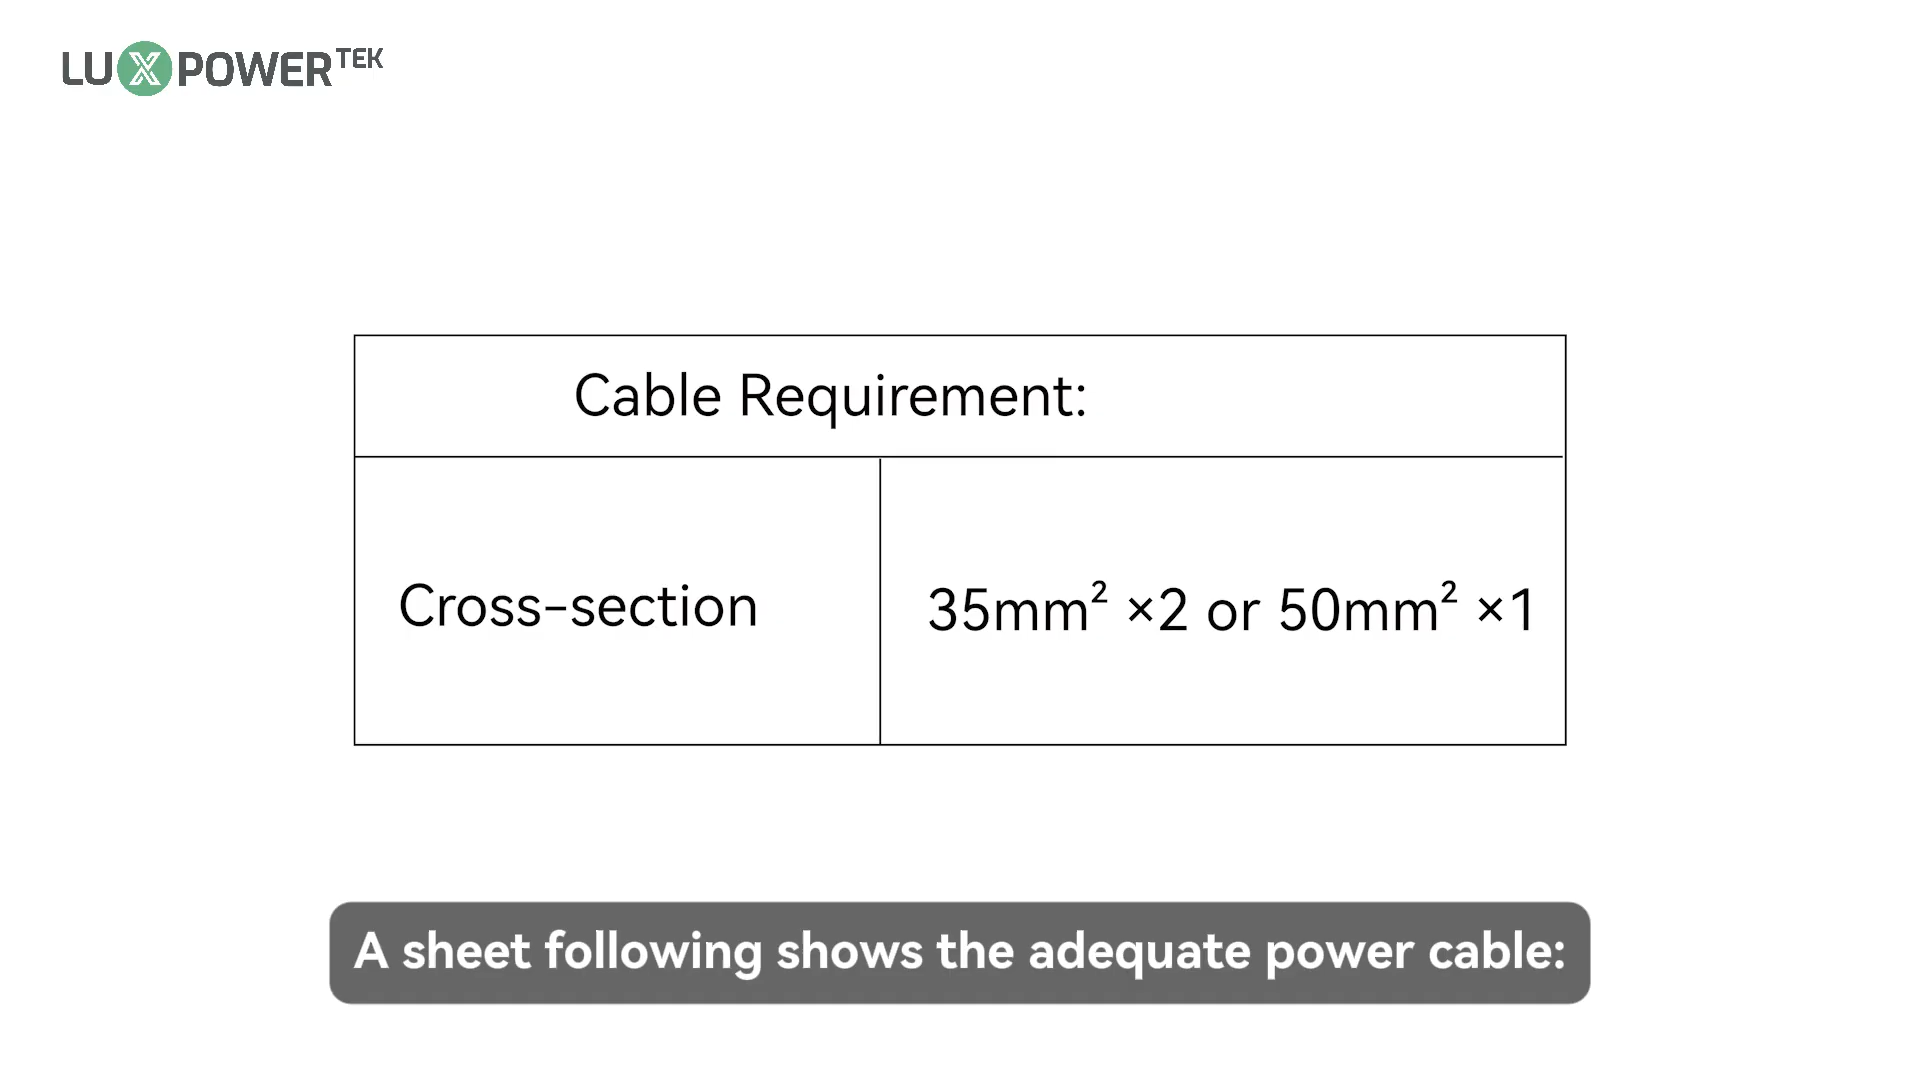 LUXPOWERTEK
Cable Requirement:
Cross-section
35mm² ×2 or 50mm² ×1
A sheet following shows the adequate power cable: